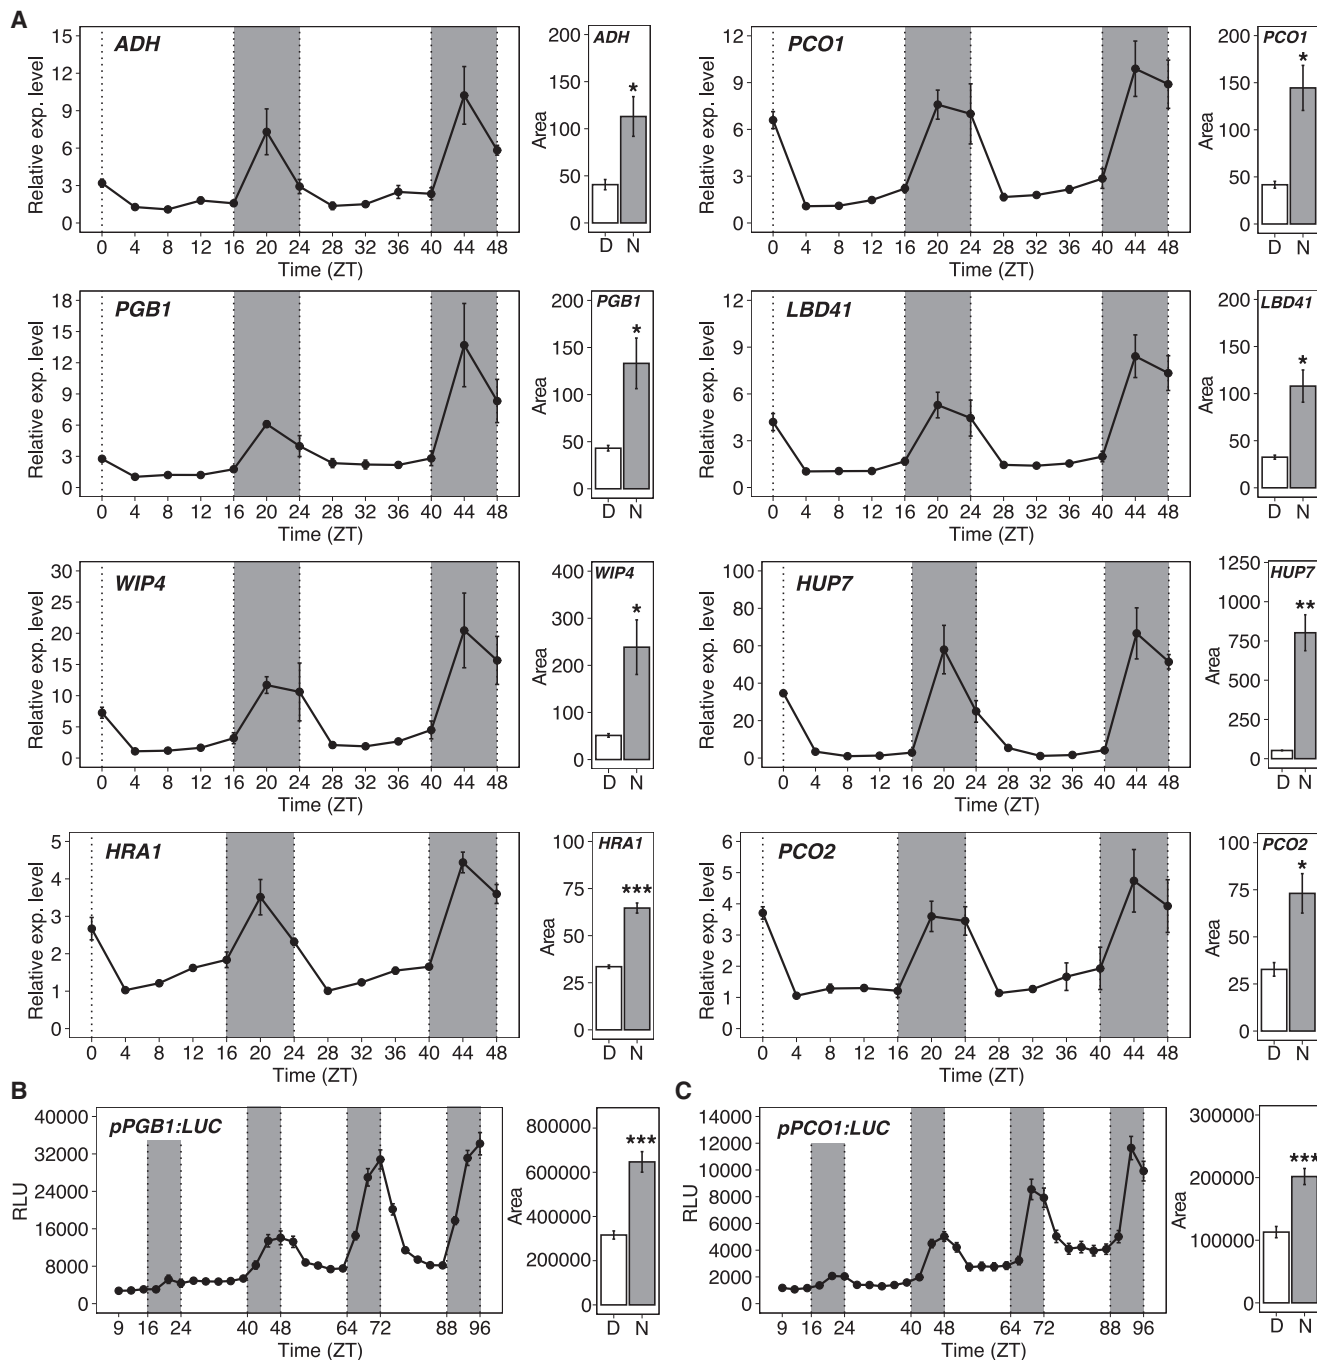 A
ADH
Relative exp. level
15
12
9
6
3
0
0 4 8 12 16 20 24 28 32 36 40 44 48
Time (ZT)
ADH
Area
200
150
100
50
0
*
D N
PCO1
Relative exp. level
12
9
6
3
0
0 4 8 12 16 20 24 28 32 36 40 44 48
Time (ZT)
PCO1
Area
200
150
100
50
0
*
D N
PGB1
Relative exp. level
18
15
12
9
6
3
0
0 4 8 12 16 20 24 28 32 36 40 44 48
Time (ZT)
PGB1
Area
200
150
100
50
0
*
D N
LBD41
Relative exp. level
12
9
6
3
0
0 4 8 12 16 20 24 28 32 36 40 44 48
Time (ZT)
LBD41
Area
200
150
100
50
0
*
D N
WIP4
Relative exp. level
30
25
20
15
10
5
0
0 4 8 12 16 20 24 28 32 36 40 44 48
Time (ZT)
WIP4
Area
400
300
200
100
0
*
D N
HUP7
Relative exp. level
100
80
60
40
20
0
0 4 8 12 16 20 24 28 32 36 40 44 48
Time (ZT)
HUP7
Area
1250
1000
750
500
250
0
**
D N
HRA1
Relative exp. level
5
4
3
2
1
0
0 4 8 12 16 20 24 28 32 36 40 44 48
Time (ZT)
HRA1
Area
100
75
50
25
0
***
D N
PCO2
Relative exp. level
6
5
4
3
2
1
0
0 4 8 12 16 20 24 28 32 36 40 44 48
Time (ZT)
PCO2
Area
100
75
50
25
0
*
D N
B
pPGB1:LUC
RLU
40000
32000
24000
16000
8000
0
9 16 24 40 48 64 72 88 96
Time (ZT)
Area
800000
600000
400000
200000
0
***
D N
C
pPCO1:LUC
RLU
14000
12000
10000
8000
6000
4000
2000
0
9 16 24 40 48 64 72 88 96
Time (ZT)
Area
300000
200000
100000
0
***
D N